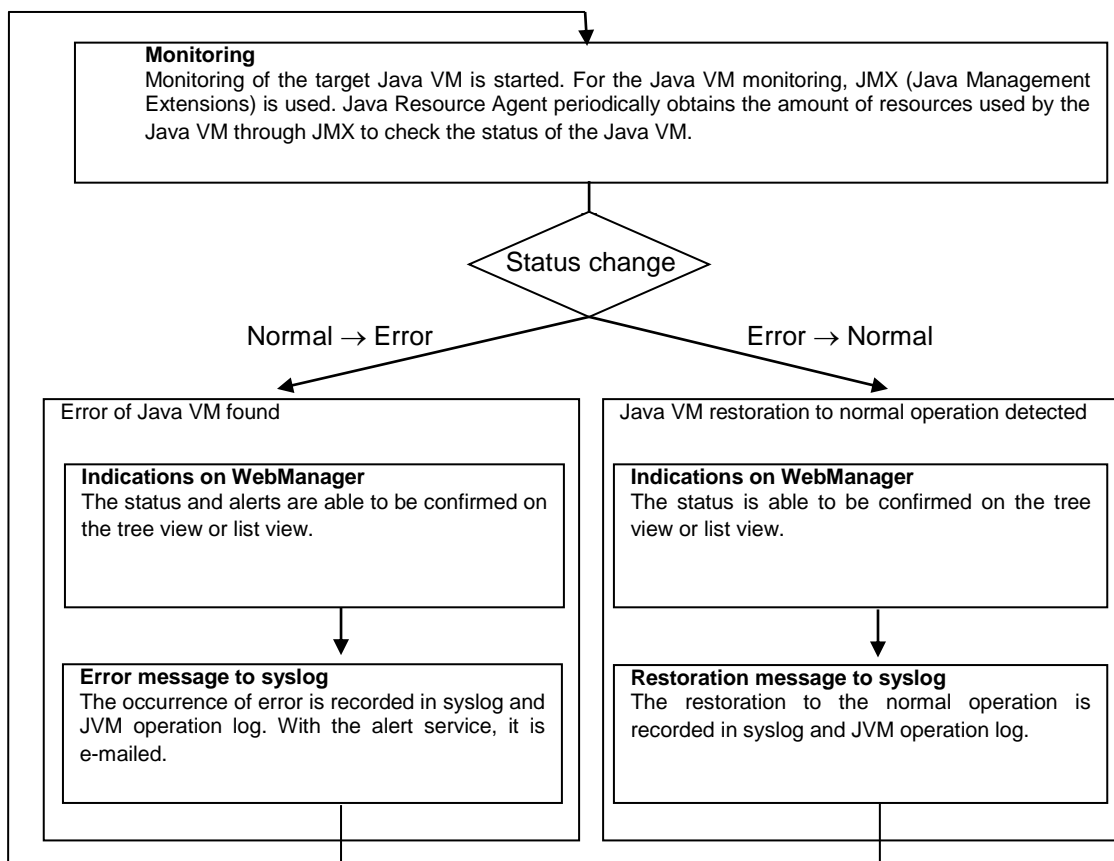 Monitoring
Monitoring of the target Java VM is started. For the Java VM monitoring, JMX (Java Management
Extensions) is used. Java Resource Agent periodically obtains the amount of resources used by the
Java VM through JMX to check the status of the Java VM.
Status change
Normal → Error
Error → Normal
Error of Java VM found
Indications on WebManager
The status and alerts are able to be confirmed on
the tree view or list view.
Error message to syslog
The occurrence of error is recorded in syslog and
JVM operation log. With the alert service, it is
e-mailed.
Java VM restoration to normal operation detected
Indications on WebManager
The status is able to be confirmed on the tree
view or list view.
Restoration message to syslog
The restoration to the normal operation is
recorded in syslog and JVM operation log.